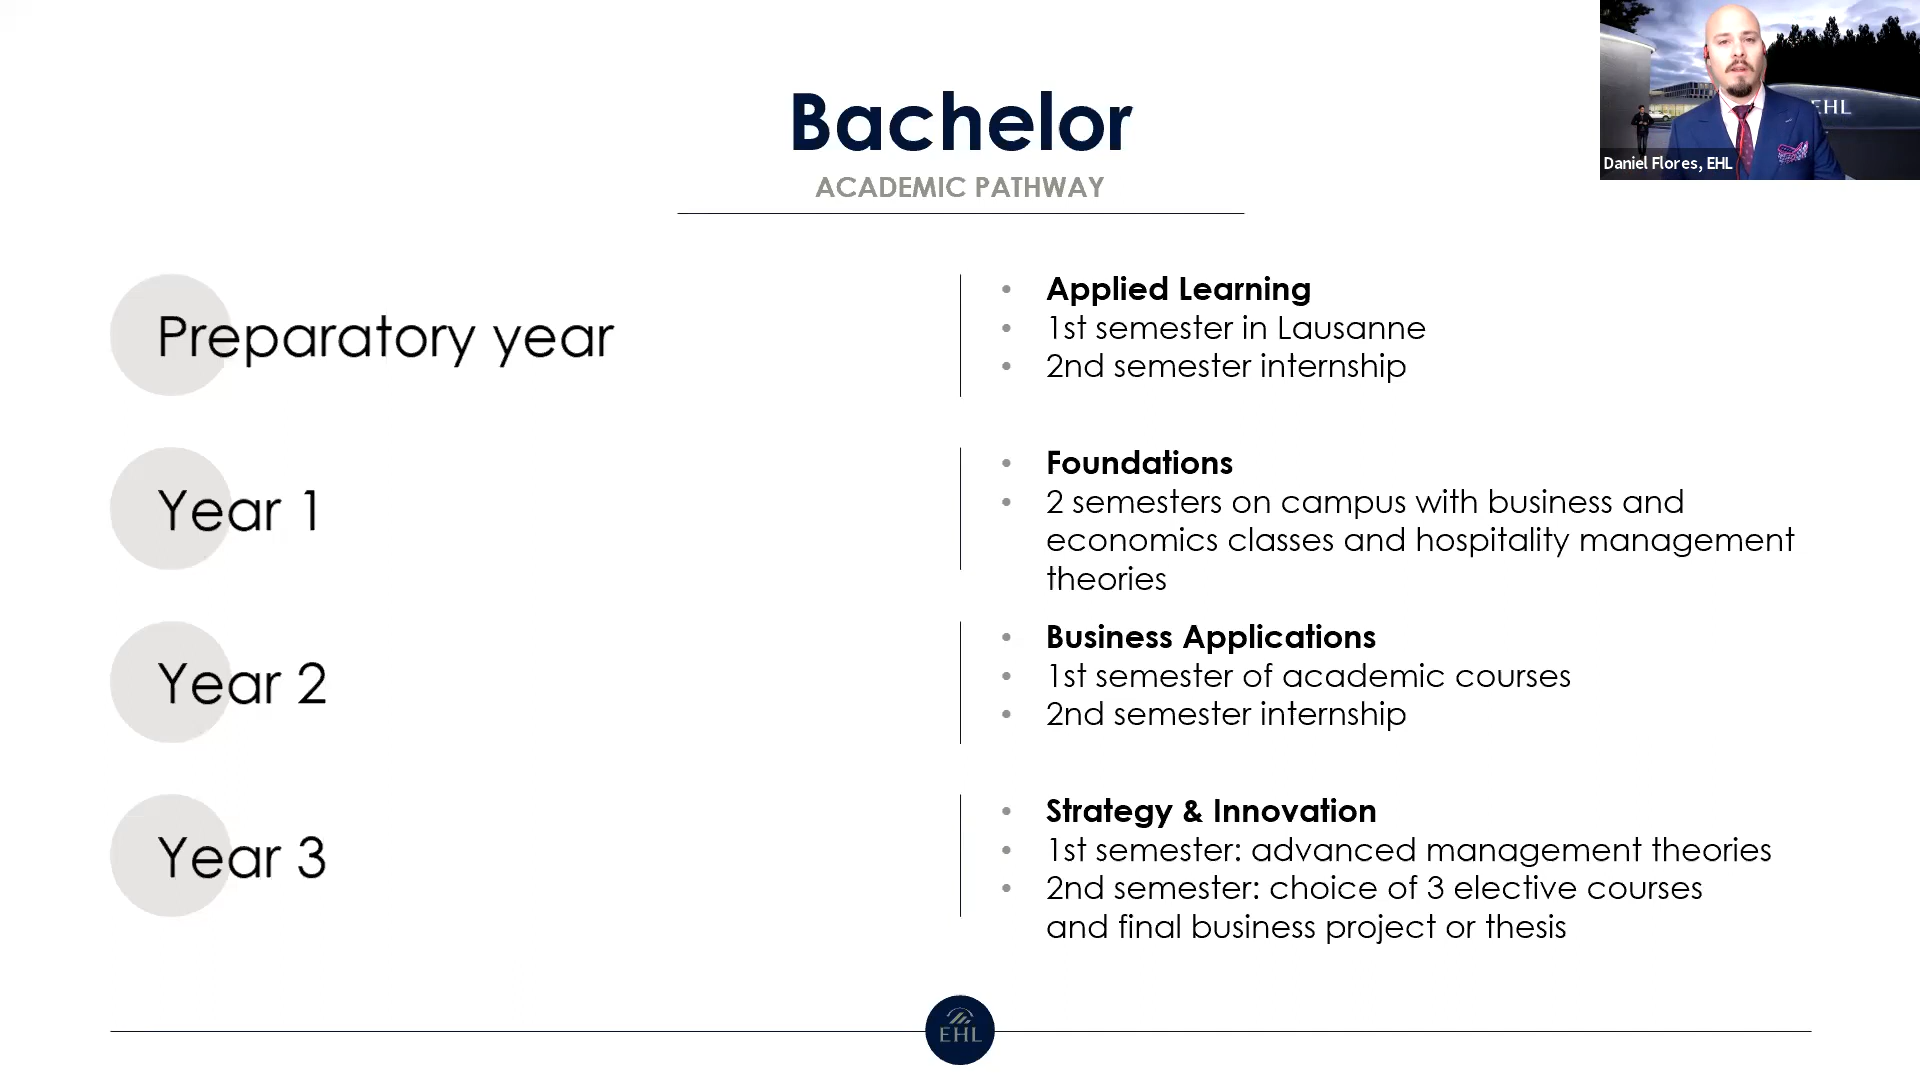 Bachelor
ACADEMIC PATHWAY
EHL
Daniel Flores, EHL
Preparatory year
• Applied Learning
• 1st semester in Lausanne
• 2nd semester internship
Year 1
• Foundations
• 2 semesters on campus with business and
economics classes and hospitality management
theories
Year 2
• Business Applications
• 1st semester of academic courses
• 2nd semester internship
Year 3
• Strategy & Innovation
• 1st semester: advanced management theories
• 2nd semester: choice of 3 elective courses
and final business project or thesis
EHL